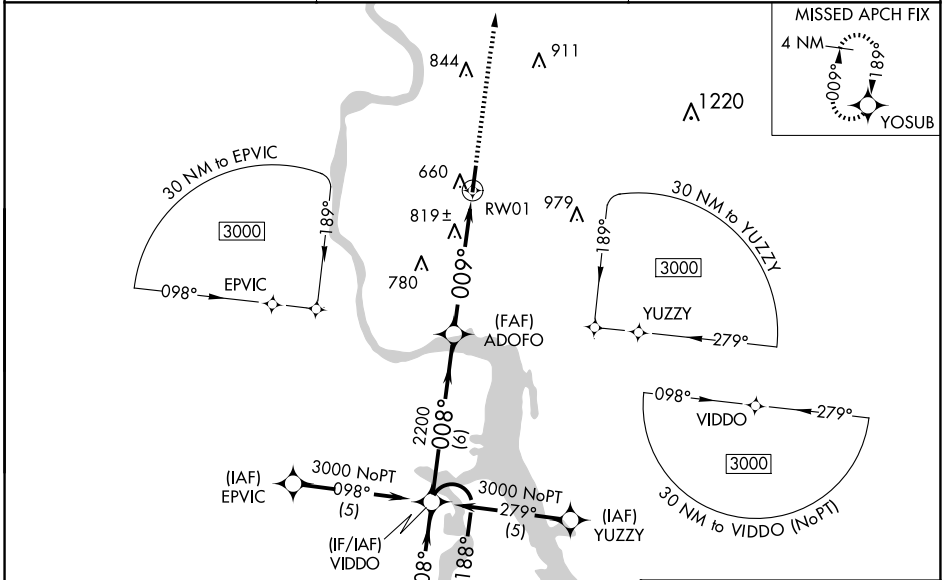 MISSED APCH FIX
4 NM
009°
189°
YOSUB
844
911
1220
30 NM to EPVIC
3000
189°
098°
EPVIC
660
RW01
819±
979
780
009°
30 NM to YUZZY
189°
3000
YUZZY
279°
(FAF)
ADOFO
098°
279°
VIDDO
3000
30 NM to VIDDO (NoPT)
2200
008°
(6)
(IAF)
EPVIC
3000 NoPT
098°
(5)
3000 NoPT
279°
(5)
(IAF)
YUZZY
(IF/IAF)
VIDDO
08°
188°